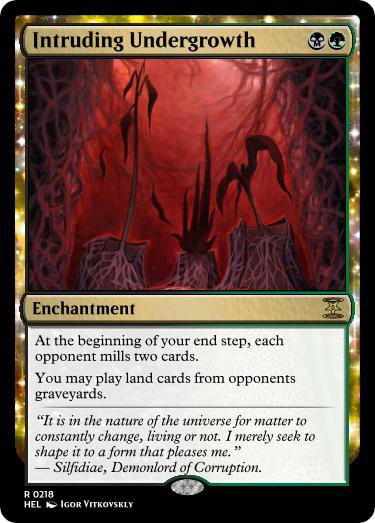 Intruding Undergrowth
Enchantment
At the beginning of your end step, each
opponent mills two cards.
You may play land cards from opponents
graveyards.
“It is in the nature of the universe for matter to
constantly change, living or not. I merely seek to
shape it to a form that pleases me.”
— Silfidiae, Demonlord of Corruption.
R 0218
HEL Igor Vitkovskly